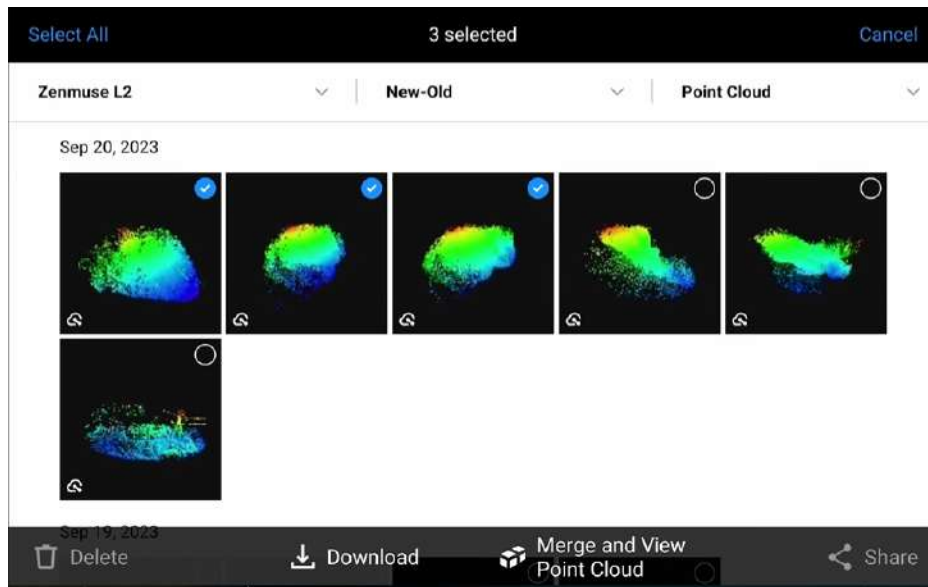 Select All 3 selected Cancel
Zenmuse L2 New-Old Point Cloud
Sep 20, 2023
Sep 19, 2023
Delete Download Merge and View
Point Cloud Share